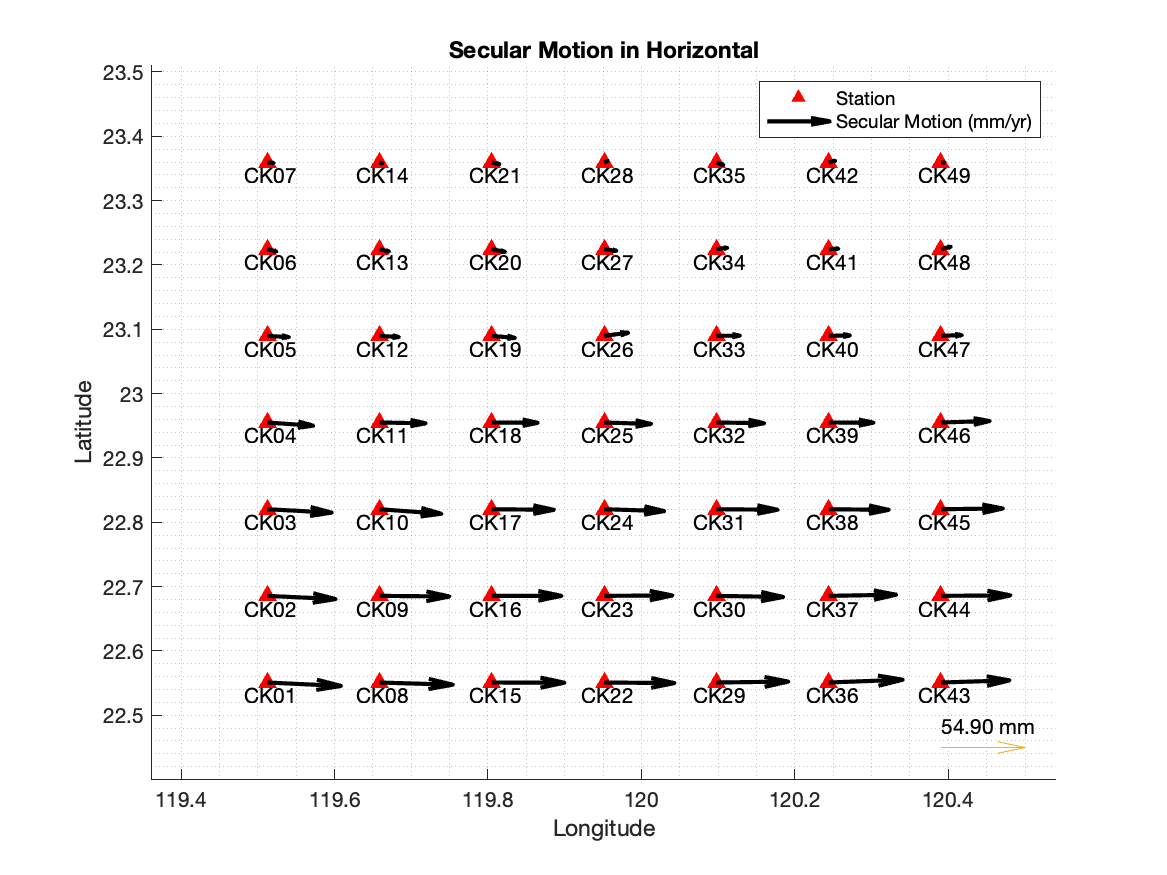 Secular Motion in Horizontal
Station
Secular Motion (mm/yr)
23.5
23.4
23.3
23.2
23.1
23
22.9
22.8
22.7
22.6
22.5
Latitude
CK07 CK14 CK21 CK28 CK35 CK42 CK49
CK06 CK13 CK20 CK27 CK34 CK41 CK48
CK05 CK12 CK19 CK26 CK33 CK40 CK47
CK04 CK11 CK18 CK25 CK32 CK39 CK46
CK03 CK10 CK17 CK24 CK31 CK38 CK45
CK02 CK09 CK16 CK23 CK30 CK37 CK44
CK01 CK08 CK15 CK22 CK29 CK36 CK43
54.90 mm
119.4 119.6 119.8 120 120.2 120.4
Longitude